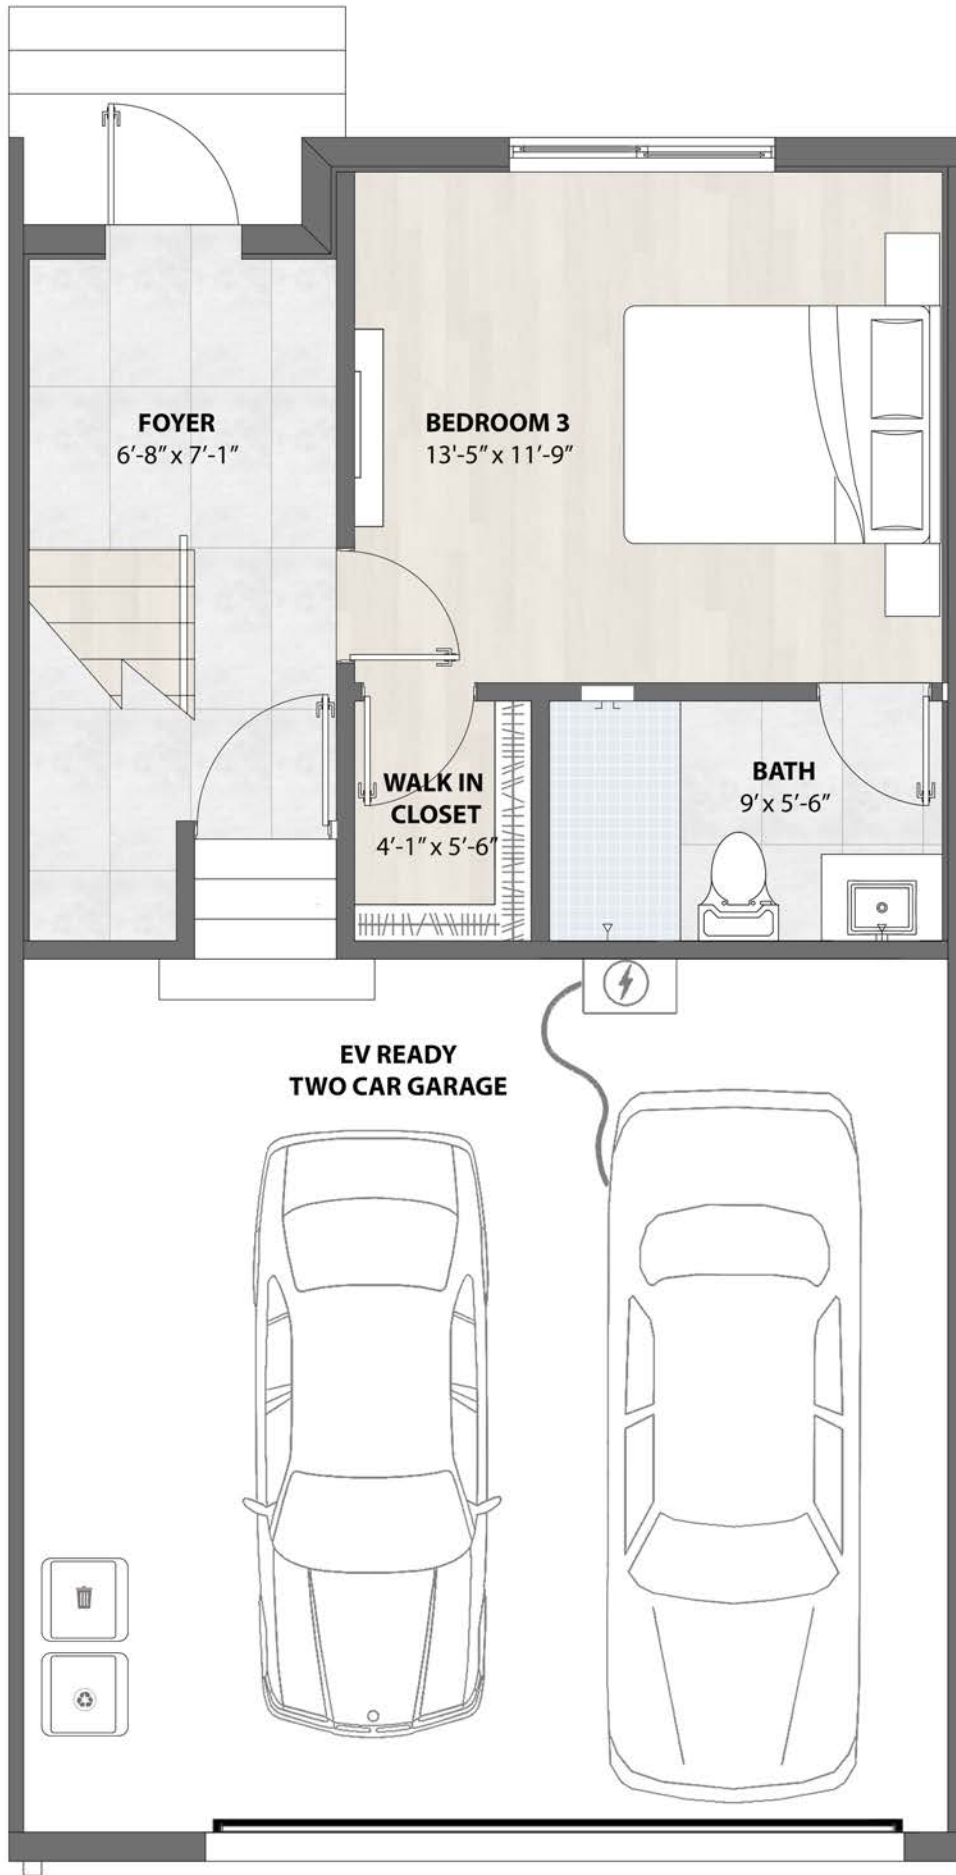 FOYER
6'-8" x 7'-1"
BEDROOM 3
13'-5" x 11'-9"
WALK IN
CLOSET
4'-1" x 5'-6"
BATH
9' x 5'-6"
EV READY
TWO CAR GARAGE